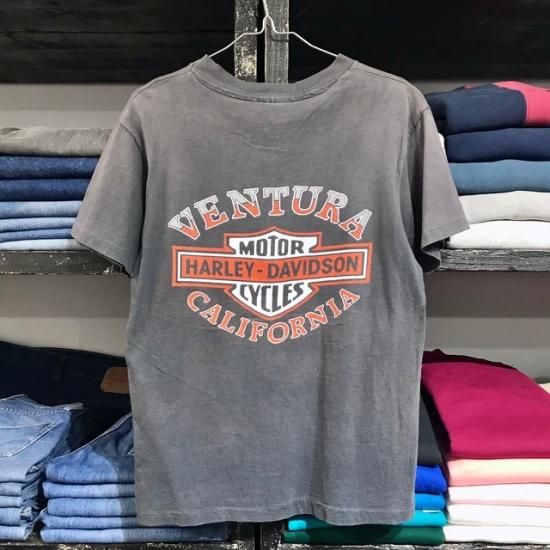 VENTURA
MOTOR
HARLEY-DAVIDSON
CYCLES
CALIFORNIA